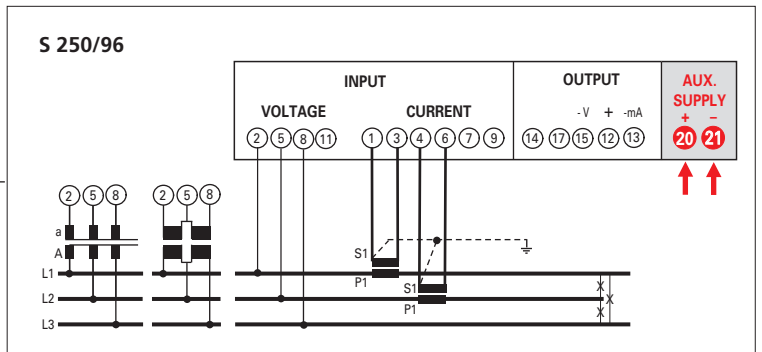 S 250/96
INPUT
OUTPUT
AUX.
SUPPLY
VOLTAGE
CURRENT
-V + -mA
+ −
2 5 8 11
1 3 4 6 7 9
14 17 15 12 13
20 21
2 5 8
2 5 8
a
A
S1
P1
S1
P1
L1
L2
L3
X
X X
X